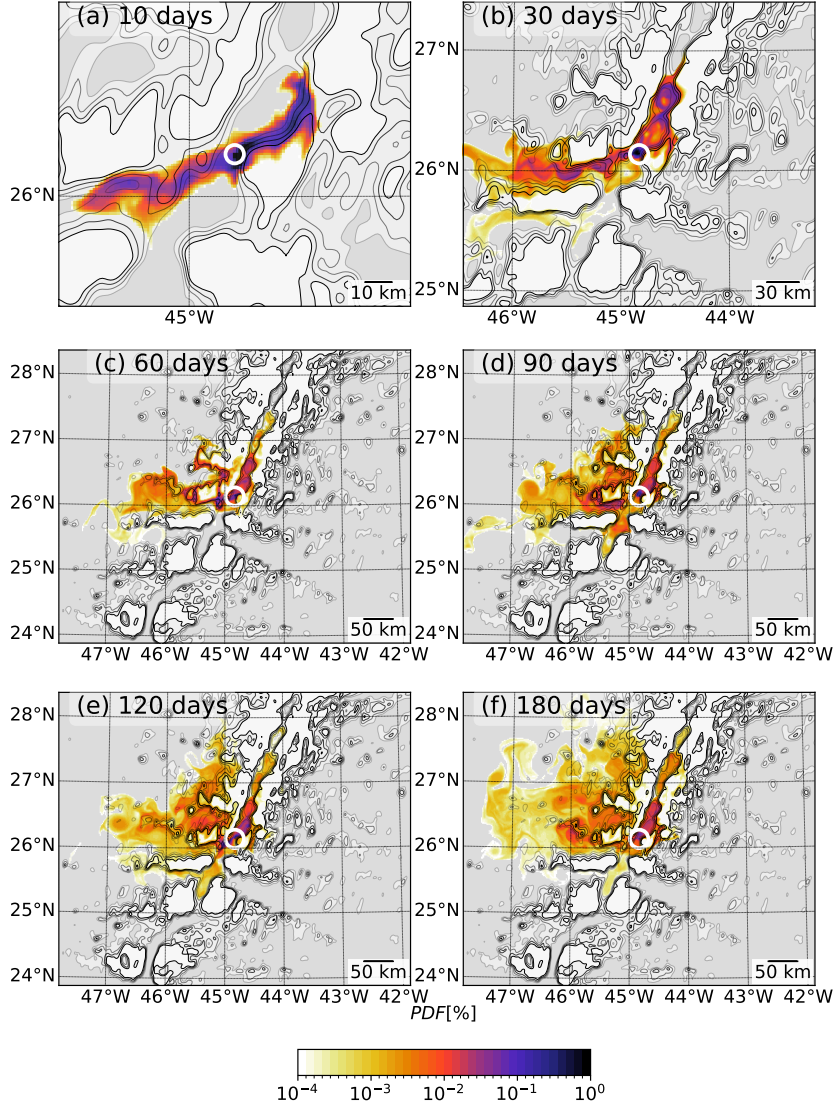 (a) 10 days
(b) 30 days
27°N
26°N
26°N
25°N
10 km
30 km
45°W
46°W 45°W 44°W
(c) 60 days
(d) 90 days
28°N
28°N
27°N
27°N
26°N
26°N
25°N
25°N
24°N
24°N
50 km
50 km
47°W 46°W 45°W 44°W 43°W 42°W
47°W 46°W 45°W 44°W 43°W 42°W
(e) 120 days
(f) 180 days
28°N
28°N
27°N
27°N
26°N
26°N
25°N
25°N
24°N
24°N
50 km
50 km
47°W 46°W 45°W 44°W 43°W 42°W
47°W 46°W 45°W 44°W 43°W 42°W
PDF[%]
10⁻⁴ 10⁻³ 10⁻² 10⁻¹ 10⁰